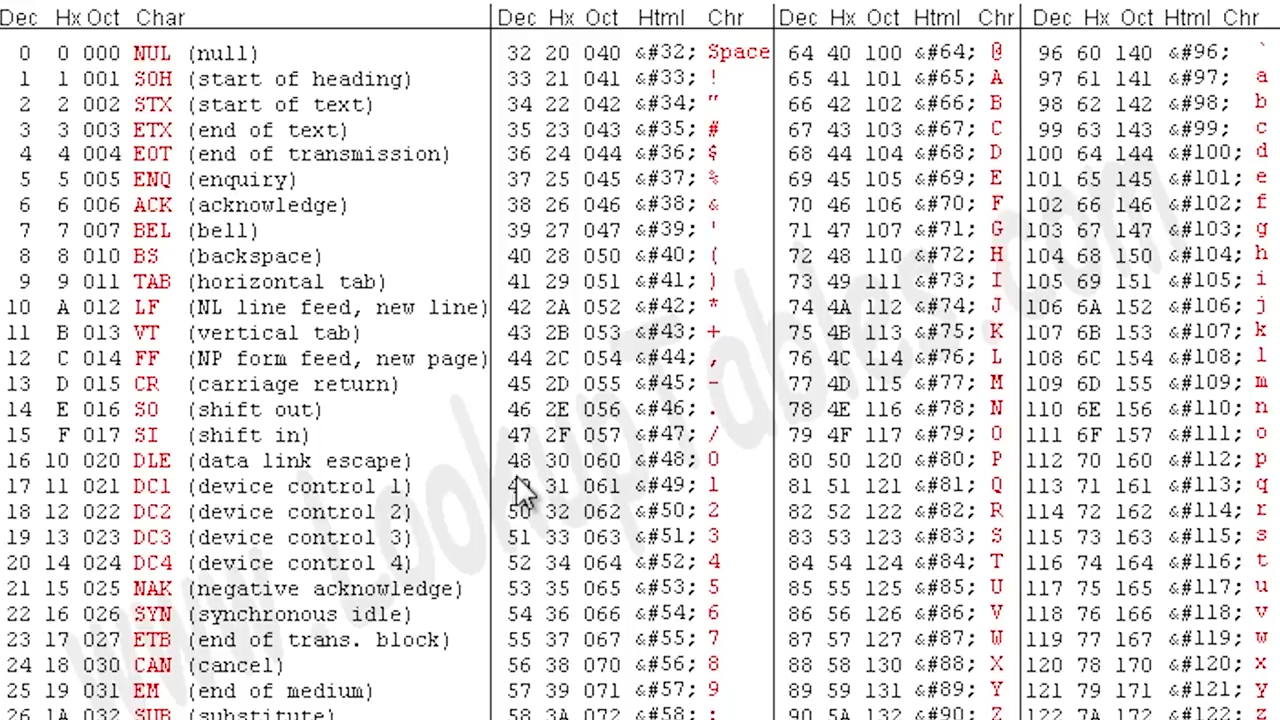 Dec Hx Oct Char Dec Hx Oct Html Chr Dec Hx Oct Html Chr Dec Hx Oct Html Chr
0 0 000 NUL (null) 32 20 040 &#32; Space 64 40 100 &#64; @ 96 60 140 &#96; `
1 1 001 SOH (start of heading) 33 21 041 &#33; ! 65 41 101 &#65; A 97 61 141 &#97; a
2 2 002 STX (start of text) 34 22 042 &#34; " 66 42 102 &#66; B 98 62 142 &#98; b
3 3 003 ETX (end of text) 35 23 043 &#35; # 67 43 103 &#67; C 99 63 143 &#99; c
4 4 004 EOT (end of transmission) 36 24 044 &#36; $ 68 44 104 &#68; D 100 64 144 &#100; d
5 5 005 ENQ (enquiry) 37 25 045 &#37; % 69 45 105 &#69; E 101 65 145 &#101; e
6 6 006 ACK (acknowledge) 38 26 046 &#38; & 70 46 106 &#70; F 102 66 146 &#102; f
7 7 007 BEL (bell) 39 27 047 &#39; ' 71 47 107 &#71; G 103 67 147 &#103; g
8 8 010 BS (backspace) 40 28 050 &#40; ( 72 48 110 &#72; H 104 68 150 &#104; h
9 9 011 TAB (horizontal tab) 41 29 051 &#41; ) 73 49 111 &#73; I 105 69 151 &#105; i
10 A 012 LF (NL line feed, new line) 42 2A 052 &#42; * 74 4A 112 &#74; J 106 6A 152 &#106; j
11 B 013 VT (vertical tab) 43 2B 053 &#43; + 75 4B 113 &#75; K 107 6B 153 &#107; k
12 C 014 FF (NP form feed, new page) 44 2C 054 &#44; , 76 4C 114 &#76; L 108 6C 154 &#108; l
13 D 015 CR (carriage return) 45 2D 055 &#45; - 77 4D 115 &#77; M 109 6D 155 &#109; m
14 E 016 SO (shift out) 46 2E 056 &#46; . 78 4E 116 &#78; N 110 6E 156 &#110; n
15 F 017 SI (shift in) 47 2F 057 &#47; / 79 4F 117 &#79; O 111 6F 157 &#111; o
16 10 020 DLE (data link escape) 48 30 060 &#48; 0 80 50 120 &#80; P 112 70 160 &#112; p
17 11 021 DC1 (device control 1) 31 061 &#49; 1 81 51 121 &#81; Q 113 71 161 &#113; q
18 12 022 DC2 (device control 2) 50 32 062 &#50; 2 82 52 122 &#82; R 114 72 162 &#114; r
19 13 023 DC3 (device control 3) 51 33 063 &#51; 3 83 53 123 &#83; S 115 73 163 &#115; s
20 14 024 DC4 (device control 4) 52 34 064 &#52; 4 84 54 124 &#84; T 116 74 164 &#116; t
21 15 025 NAK (negative acknowledge) 53 35 065 &#53; 5 85 55 125 &#85; U 117 75 165 &#117; u
22 16 026 SYN (synchronous idle) 54 36 066 &#54; 6 86 56 126 &#86; V 118 76 166 &#118; v
23 17 027 ETB (end of trans. block) 55 37 067 &#55; 7 87 57 127 &#87; W 119 77 167 &#119; w
24 18 030 CAN (cancel) 56 38 070 &#56; 8 88 58 130 &#88; X 120 78 170 &#120; x
25 19 031 EM (end of medium) 57 39 071 &#57; 9 89 59 131 &#89; Y 121 79 171 &#121; y
26 1A 032 SUB (substitute) 58 3A 072 &#58; : 90 5A 132 &#90; Z 122 7A 172 &#122; z
www.LookupTables.com